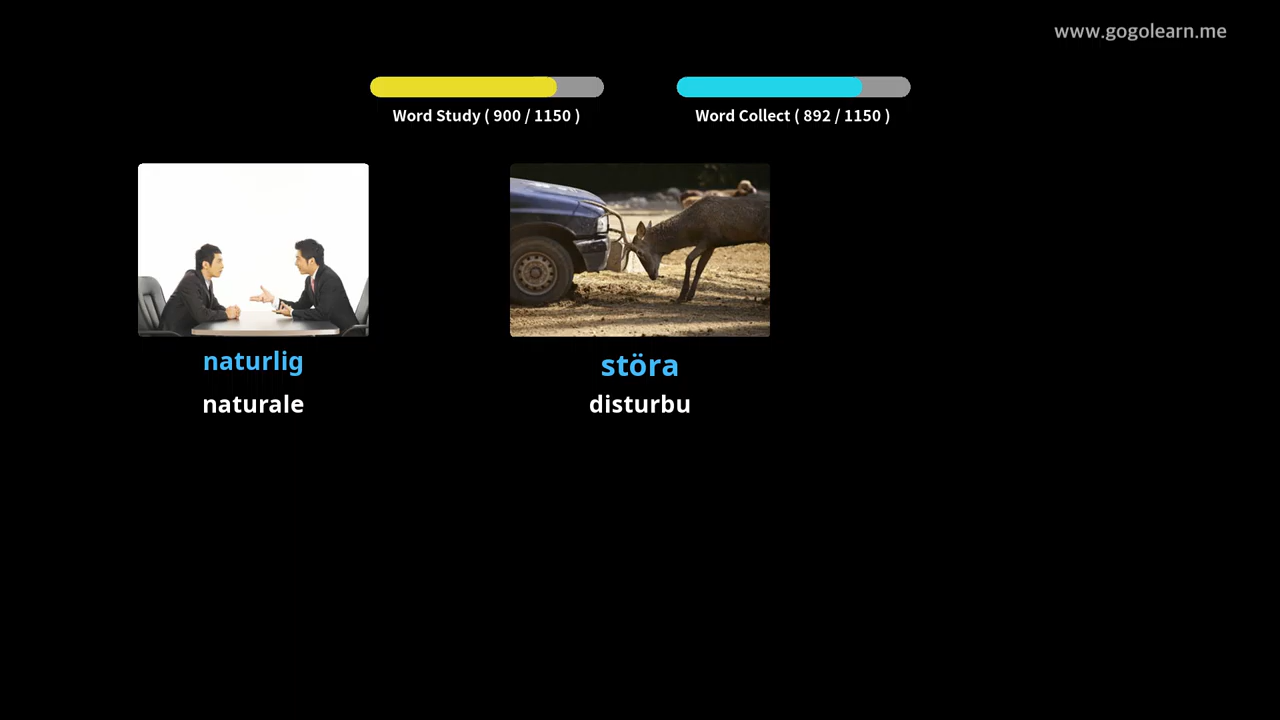 www.gogolearn.me
Word Study ( 900 / 1150 )
Word Collect ( 892 / 1150 )
naturlig
naturale
störa
disturbu